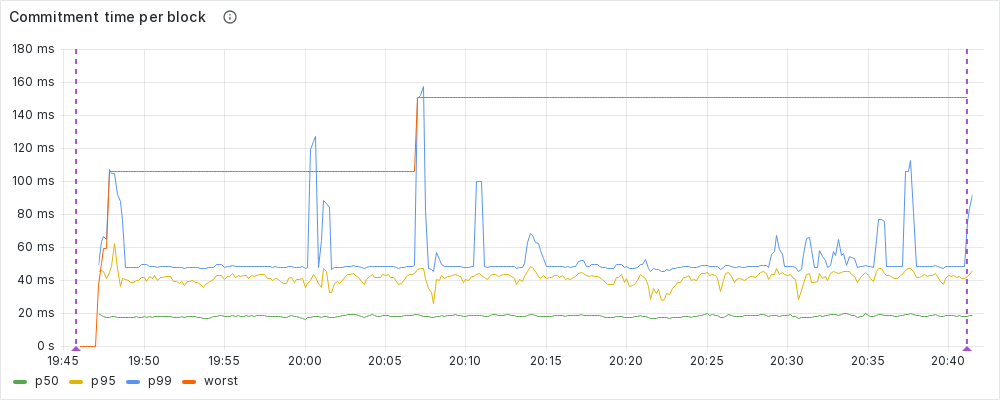 Commitment time per block
180 ms
160 ms
140 ms
120 ms
100 ms
80 ms
60 ms
40 ms
20 ms
0 s
19:45 19:50 19:55 20:00 20:05 20:10 20:15 20:20 20:25 20:30 20:35 20:40
p50 p95 p99 worst